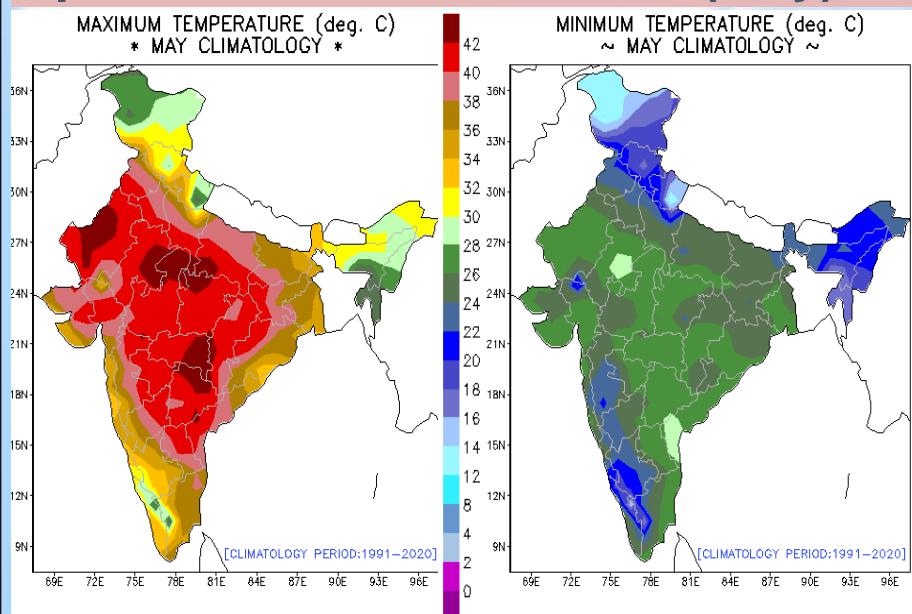 MAXIMUM TEMPERATURE (deg. C)
* MAY CLIMATOLOGY *
36N
33N
30N
27N
24N
21N
18N
15N
12N
9N
69E 72E 75E 78E 81E 84E 87E 90E 93E 96E
[CLIMATOLOGY PERIOD:1991-2020]
42
40
38
36
34
32
30
28
26
24
22
20
18
16
14
12
8
4
2
0
MINIMUM TEMPERATURE (deg. C)
~ MAY CLIMATOLOGY ~
36N
33N
30N
27N
24N
21N
18N
15N
12N
9N
69E 72E 75E 78E 81E 84E 87E 90E 93E 96E
[CLIMATOLOGY PERIOD:1991-2020]